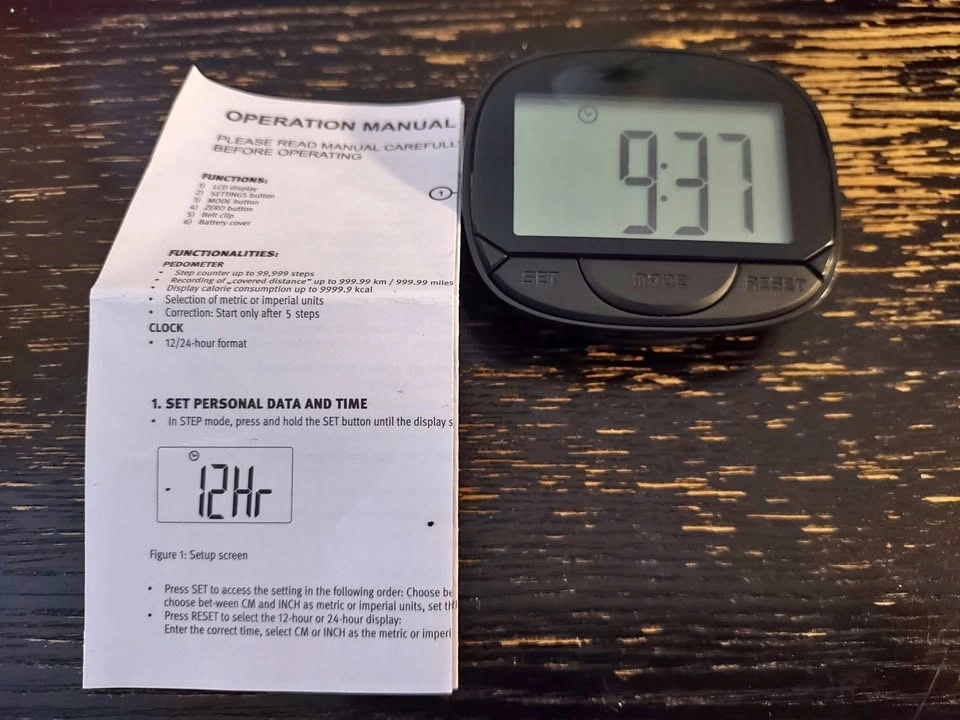 OPERATION MANUAL
PLEASE READ MANUAL CAREFULL
BEFORE OPERATING
FUNCTIONS:
1) LCD display
2) SETTINGS button
3) MODE button
4) ZERO button
5) Belt clip
6) Battery cover
1
FUNCTIONALITIES:
PEDOMETER
• Step counter up to 99,999 steps
• Recording of „covered distance" up to 999.99 km / 999.99 miles
• Display calorie consumption up to 9999.9 kcal
• Selection of metric or imperial units
• Correction: Start only after 5 steps
CLOCK
• 12/24-hour format
1. SET PERSONAL DATA AND TIME
• In STEP mode, press and hold the SET button until the display s
12Hr
Figure 1: Setup screen
• Press SET to access the setting in the following order: Choose be
choose bet-ween CM and INCH as metric or imperial units, set th
• Press RESET to select the 12-hour or 24-hour display:
Enter the correct time, select CM or INCH as the metric or imperi
9:37
SET MODE RESET